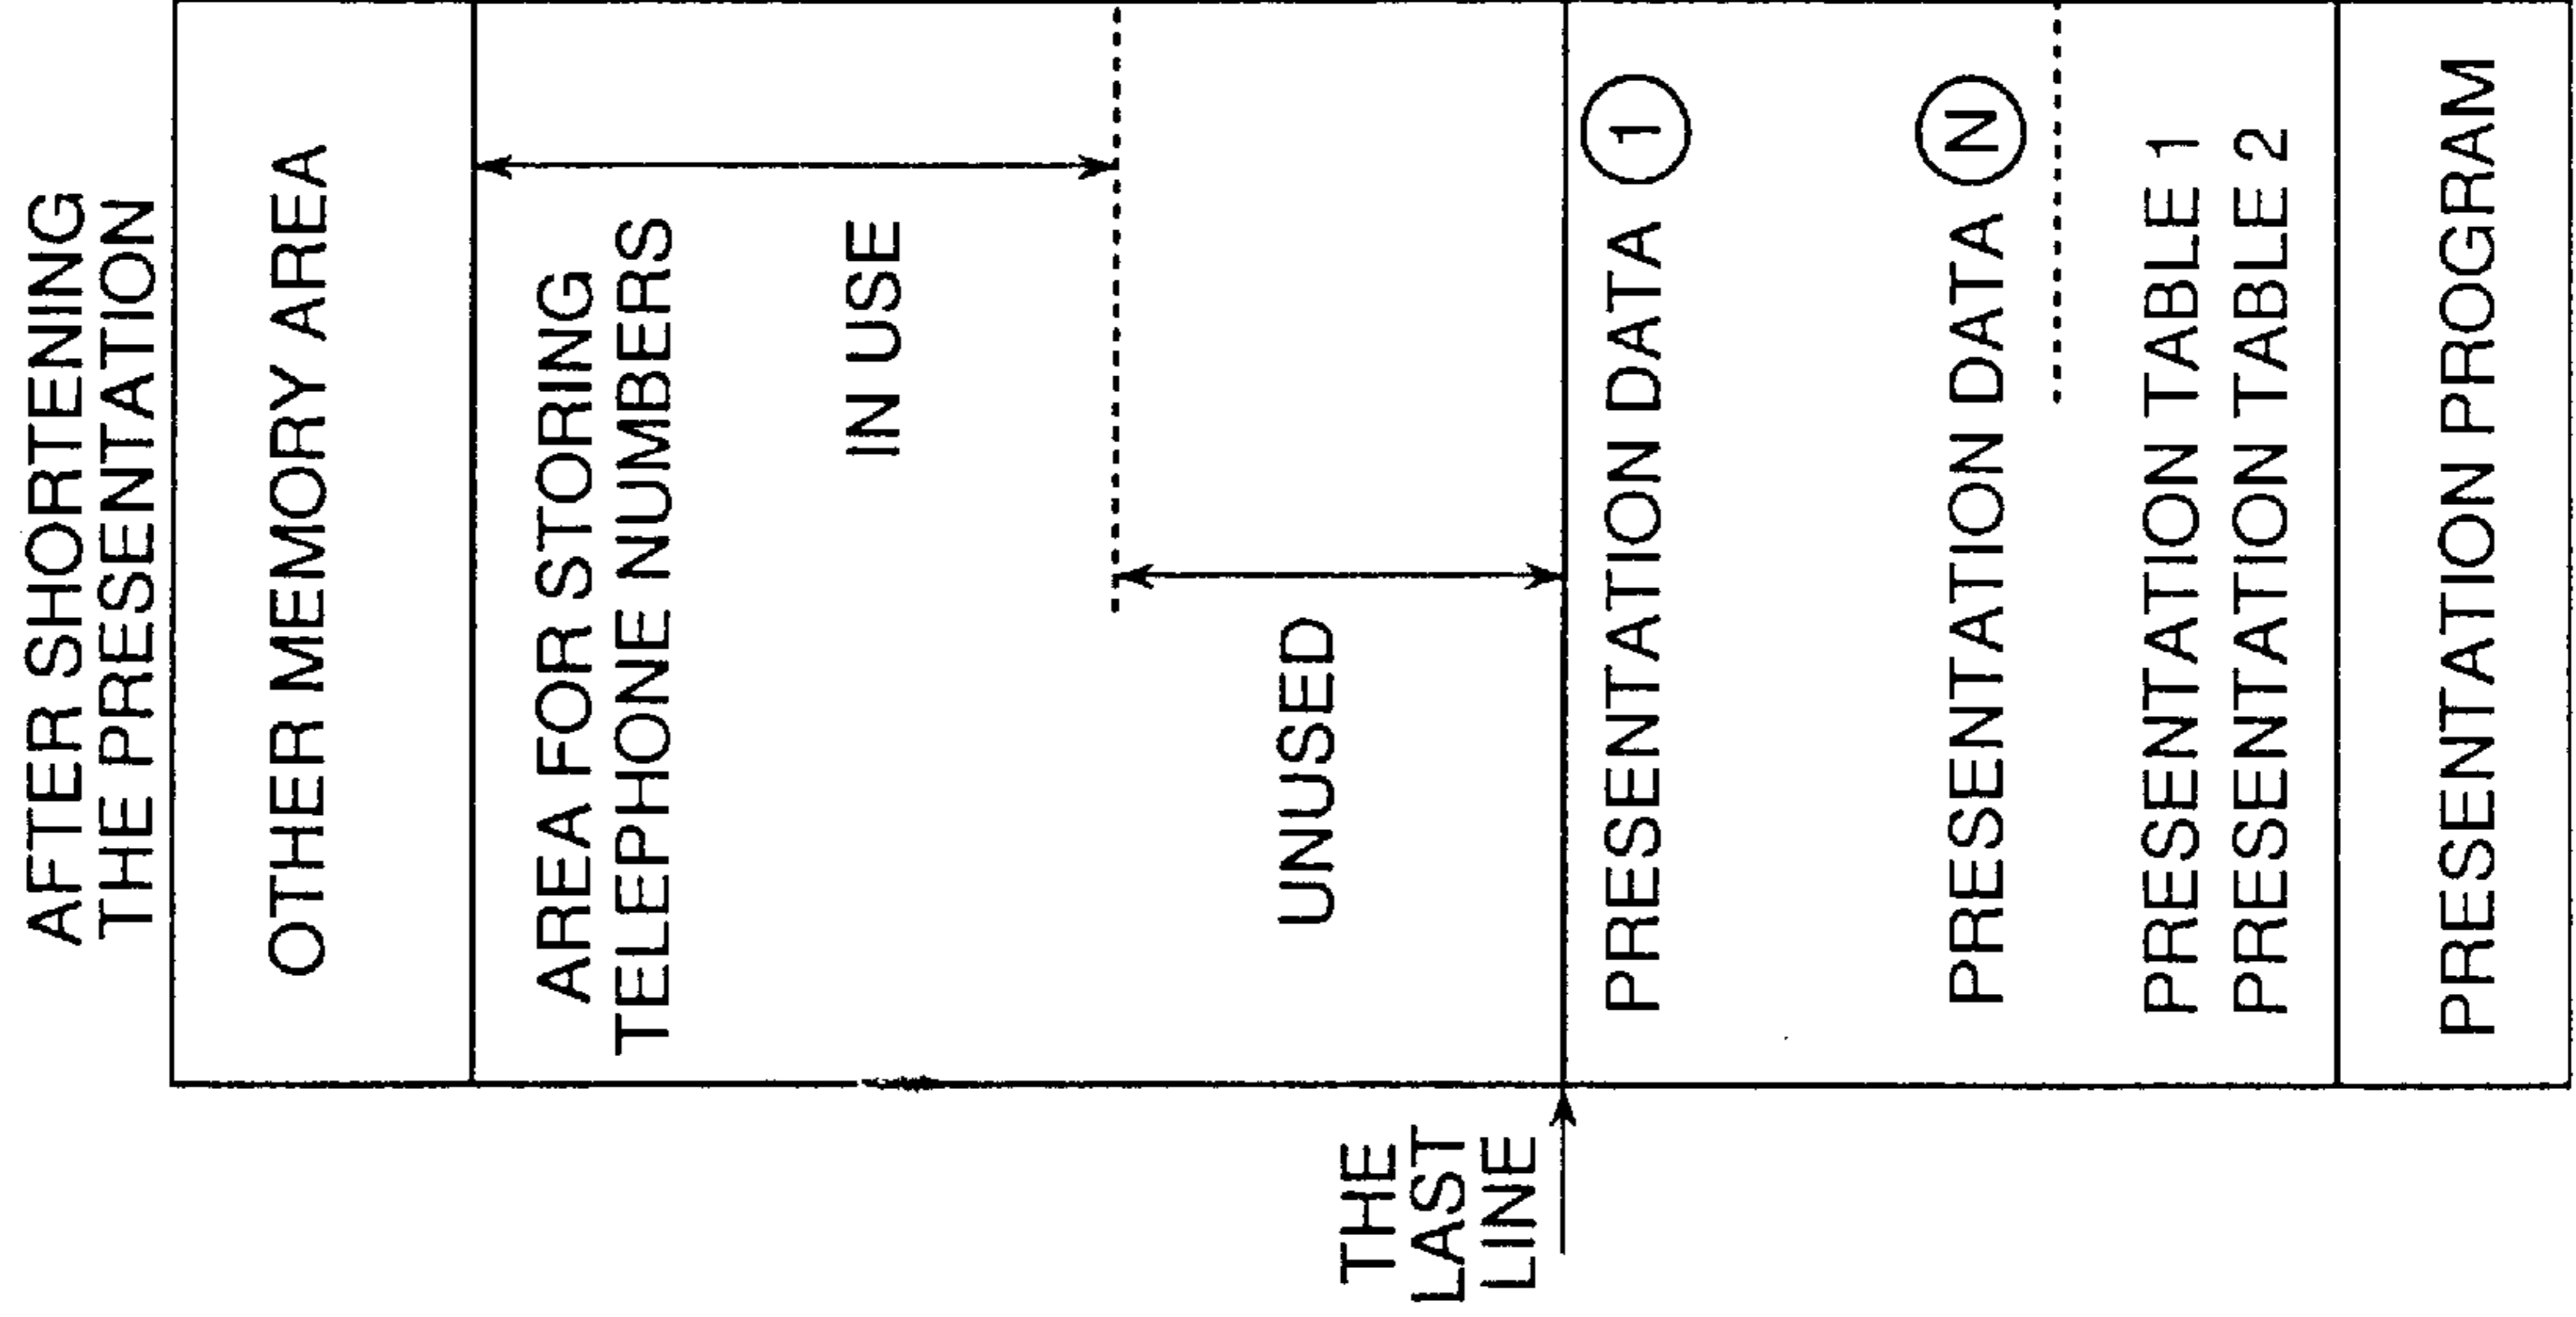 AFTER SHORTENING
THE PRESENTATION
OTHER MEMORY AREA
AREA FOR STORING
TELEPHONE NUMBERS
IN USE
UNUSED
THE
LAST
LINE
PRESENTATION DATA 1
PRESENTATION DATA N
PRESENTATION TABLE 1
PRESENTATION TABLE 2
PRESENTATION PROGRAM